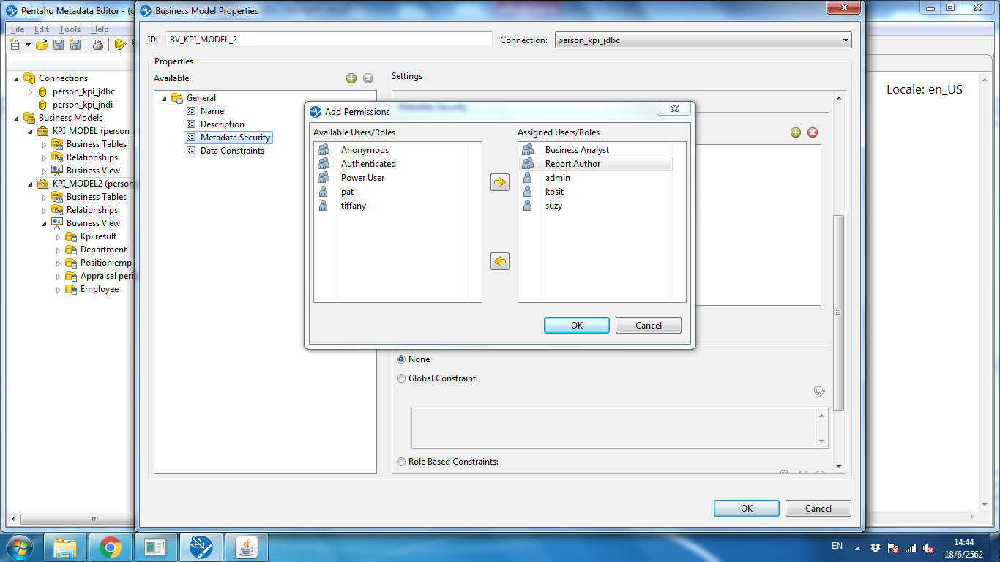 Pentaho Metadata Editor - (c
Business Model Properties
File Edit Tools Help
ID: BV_KPI_MODEL_2
Connection: person_kpi_jdbc
Properties
Available
Settings
Locale: en_US
Connections
person_kpi_jdbc
person_kpi_jndi
Business Models
KPI_MODEL (person_
Business Tables
Relationships
Business View
KPI_MODEL2 (person
Business Tables
Relationships
Business View
Kpi result
Department
Position emp
Appraisal peri
Employee
General
Name
Description
Metadata Security
Data Constraints
Add Permissions
Metadata Security
Available Users/Roles
Anonymous
Authenticated
Power User
pat
tiffany
Assigned Users/Roles
Business Analyst
Report Author
admin
kosit
suzy
OK Cancel
None
Global Constraint:
Role Based Constraints:
OK Cancel
EN
14:44
18/6/2562